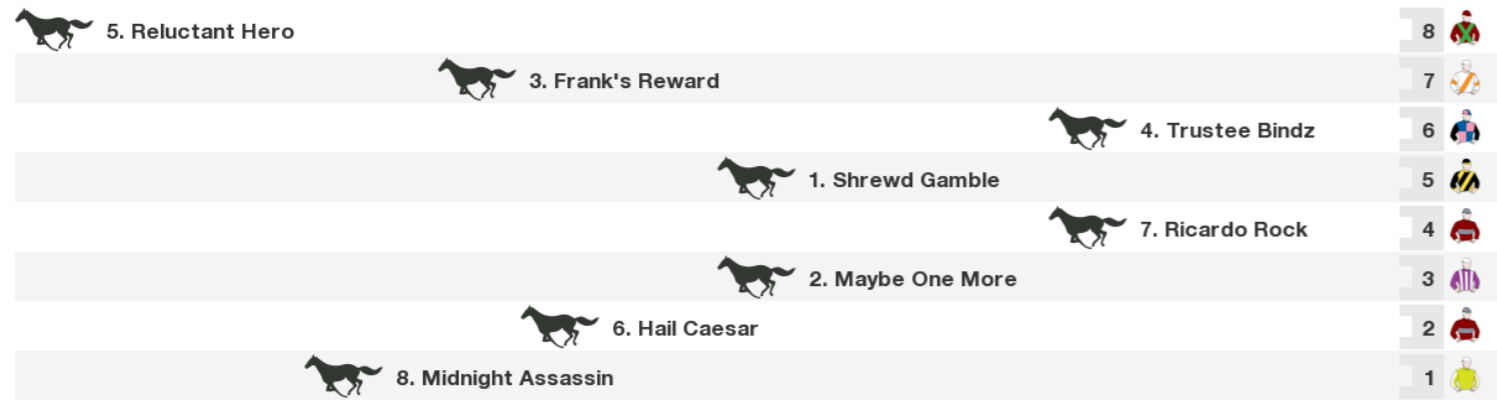 5. Reluctant Hero 8
3. Frank's Reward 7
4. Trustee Bindz 6
1. Shrewd Gamble 5
7. Ricardo Rock 4
2. Maybe One More 3
6. Hail Caesar 2
8. Midnight Assassin 1